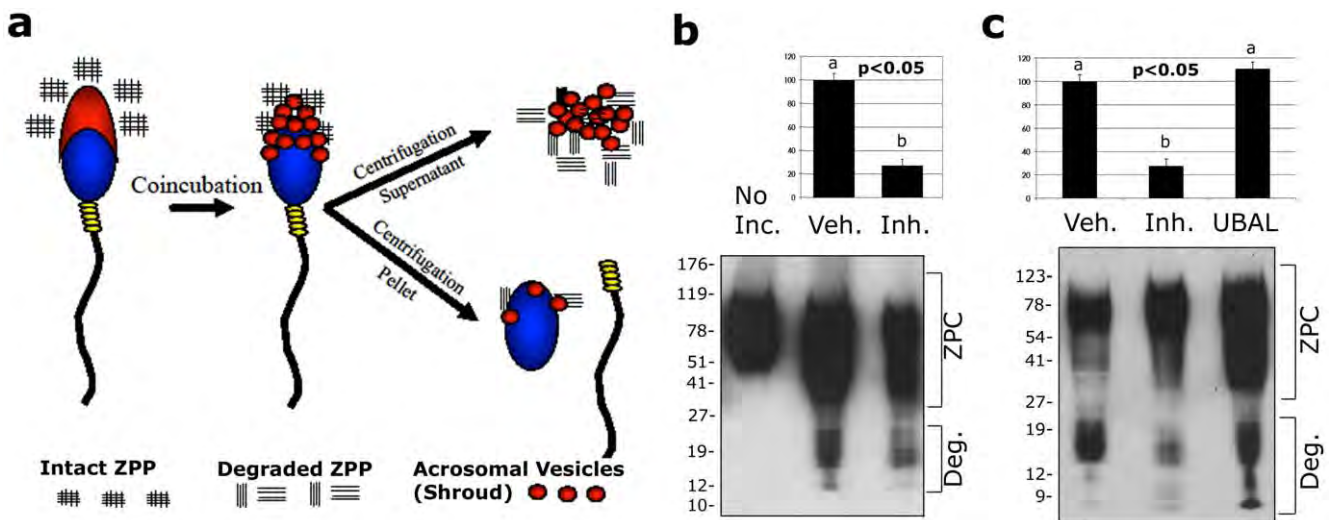 a
Coincubation
Centrifugation
Supernatant
Centrifugation
Pellet
Intact ZPP
Degraded ZPP
Acrosomal Vesicles
(Shroud)
b
120
100
80
60
40
20
0
a
p<0.05
b
No
Inc.
Veh.
Inh.
176-
119-
78-
51-
41-
27-
19-
12-
10-
ZPC
Deg.
c
120
100
80
60
40
20
0
a
p<0.05
a
b
Veh.
Inh.
UBAL
123-
78-
54-
41-
27-
19-
12-
9-
ZPC
Deg.